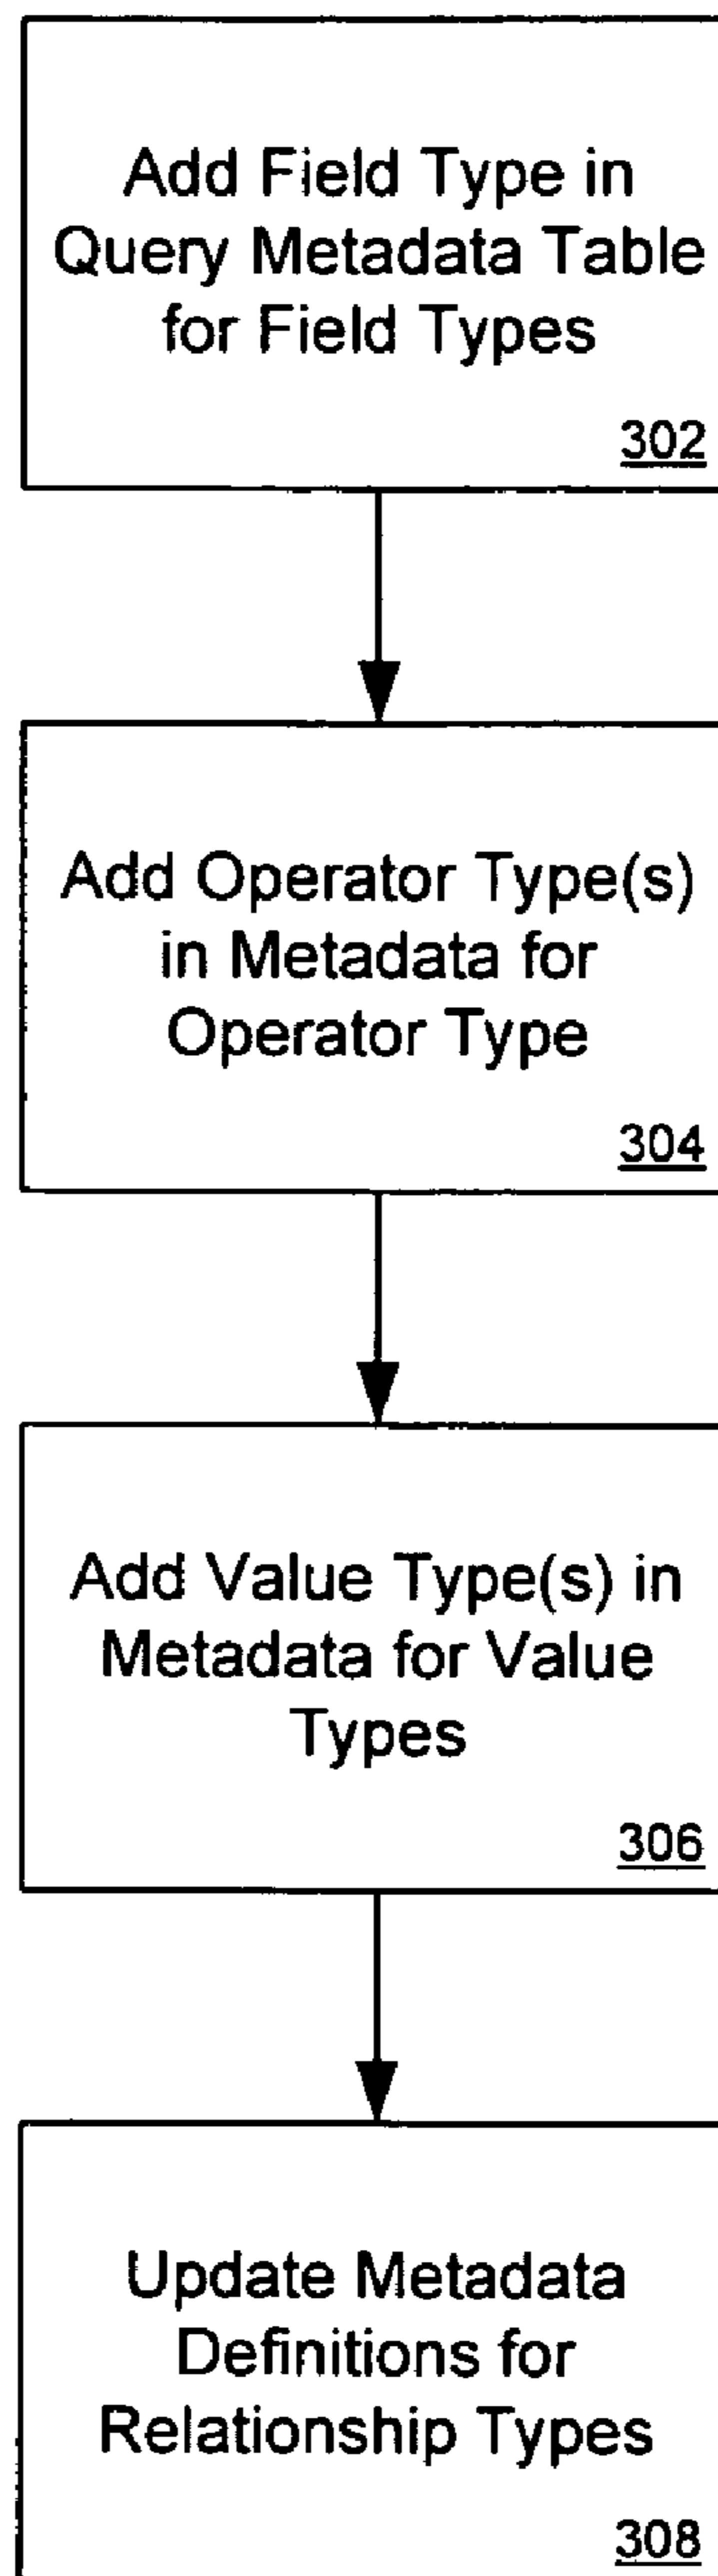 Add Field Type in
Query Metadata Table
for Field Types
302
Add Operator Type(s)
in Metadata for
Operator Type
304
Add Value Type(s) in
Metadata for Value
Types
306
Update Metadata
Definitions for
Relationship Types
308